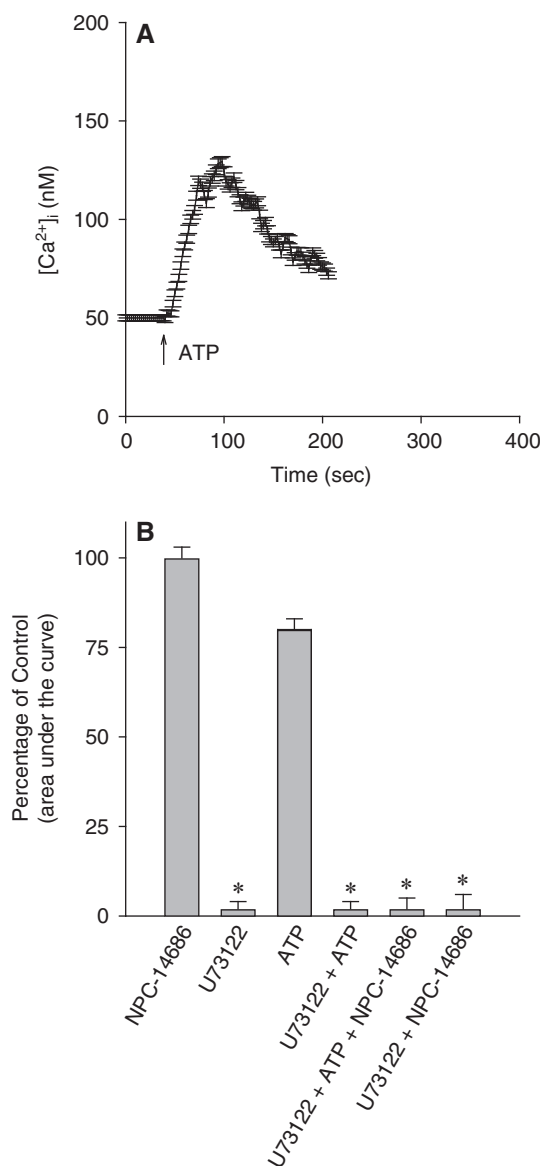 A
200
150
100
50
0
[Ca²⁺]ᵢ (nM)
ATP
0 100 200 300 400
Time (sec)
B
100
75
50
25
0
Percentage of Control
(area under the curve)
* * * *
NPC-14686
U73122
ATP
U73122 + ATP
U73122 + ATP + NPC-14686
U73122 + NPC-14686